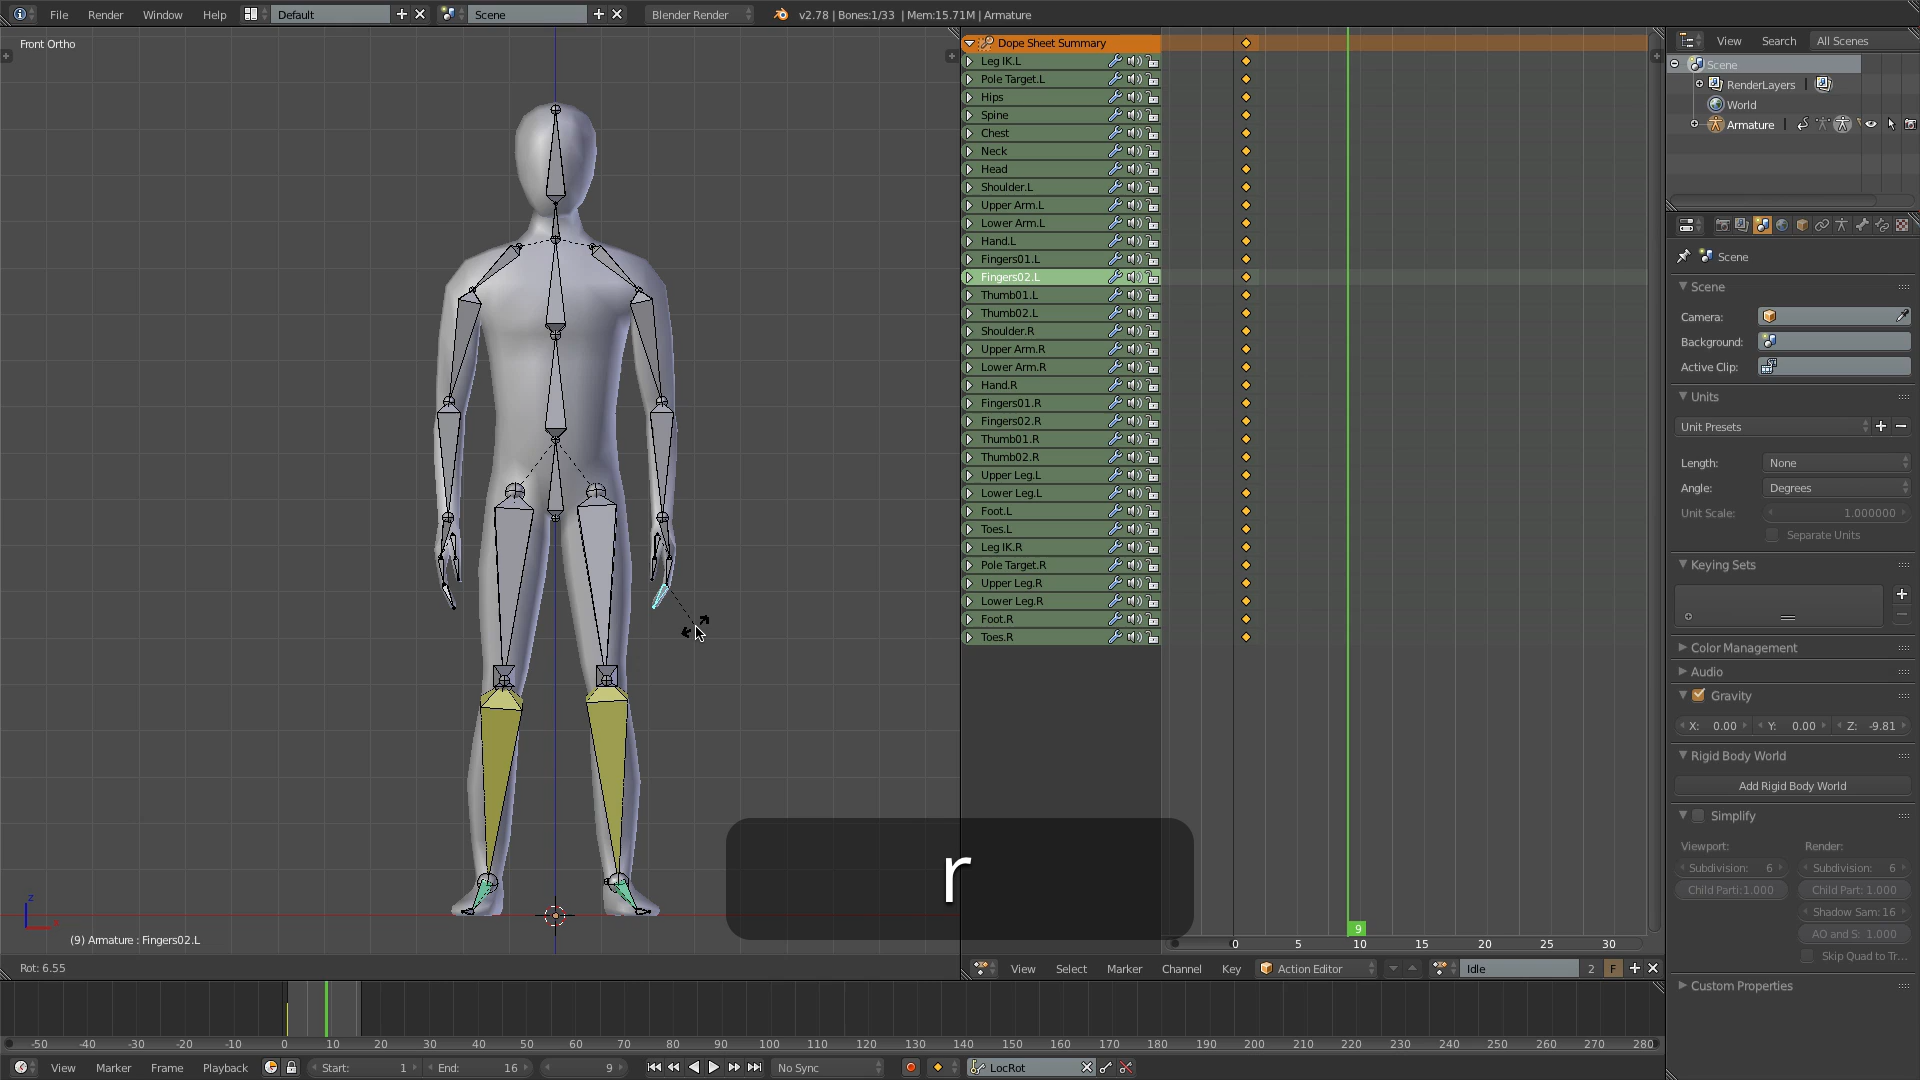 File Render Window Help Default Scene Blender Render v2.78 | Bones:1/33 | Mem:15.71M | Armature
Front Ortho
Dope Sheet Summary
Leg IK.L
Pole Target.L
Hips
Spine
Chest
Neck
Head
Shoulder.L
Upper Arm.L
Lower Arm.L
Hand.L
Fingers01.L
Fingers02.L
Thumb01.L
Thumb02.L
Shoulder.R
Upper Arm.R
Lower Arm.R
Hand.R
Fingers01.R
Fingers02.R
Thumb01.R
Thumb02.R
Upper Leg.L
Lower Leg.L
Foot.L
Toes.L
Leg IK.R
Pole Target.R
Upper Leg.R
Lower Leg.R
Foot.R
Toes.R
9
0 5 10 15 20 25 30
View Select Marker Channel Key Action Editor Idle 2 F
View Search All Scenes
Scene
RenderLayers
World
Armature
Scene
Scene
Camera:
Background:
Active Clip:
Units
Unit Presets
Length: None
Angle: Degrees
Unit Scale: 1.000000
Separate Units
Keying Sets
Color Management
Audio
Gravity
X: 0.00 Y: 0.00 Z: -9.81
Rigid Body World
Add Rigid Body World
Simplify
Viewport: Render:
Subdivision: 6 Subdivision: 6
Child Parti:1.000 Child Part: 1.000
Shadow Sam: 16
AO and S: 1.000
Skip Quad to Tr...
Custom Properties
r
z
x
(9) Armature : Fingers02.L
Rot: 6.55
-50 -40 -30 -20 -10 0 10 20 30 40 50 60 70 80 90 100 110 120 130 140 150 160 170 180 190 200 210 220 230 240 250 260 270 280
View Marker Frame Playback Start: 1 End: 16 9 No Sync LocRot